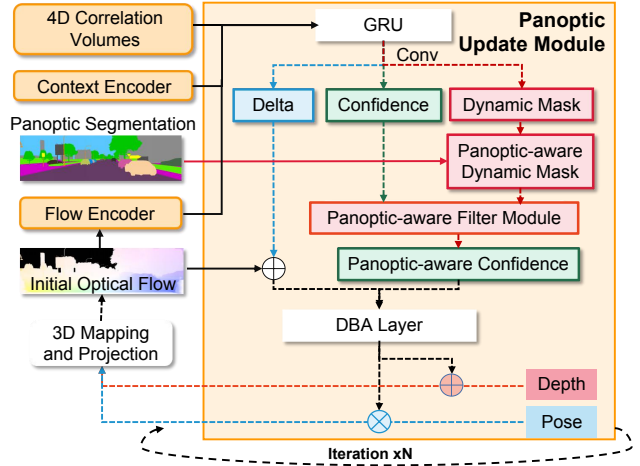 4D Correlation
Volumes
Context Encoder
Panoptic Segmentation
Flow Encoder
Initial Optical Flow
3D Mapping
and Projection
Panoptic
Update Module
GRU
Conv
Delta
Confidence
Dynamic Mask
Panoptic-aware
Dynamic Mask
Panoptic-aware Filter Module
Panoptic-aware Confidence
DBA Layer
Depth
Pose
Iteration xN